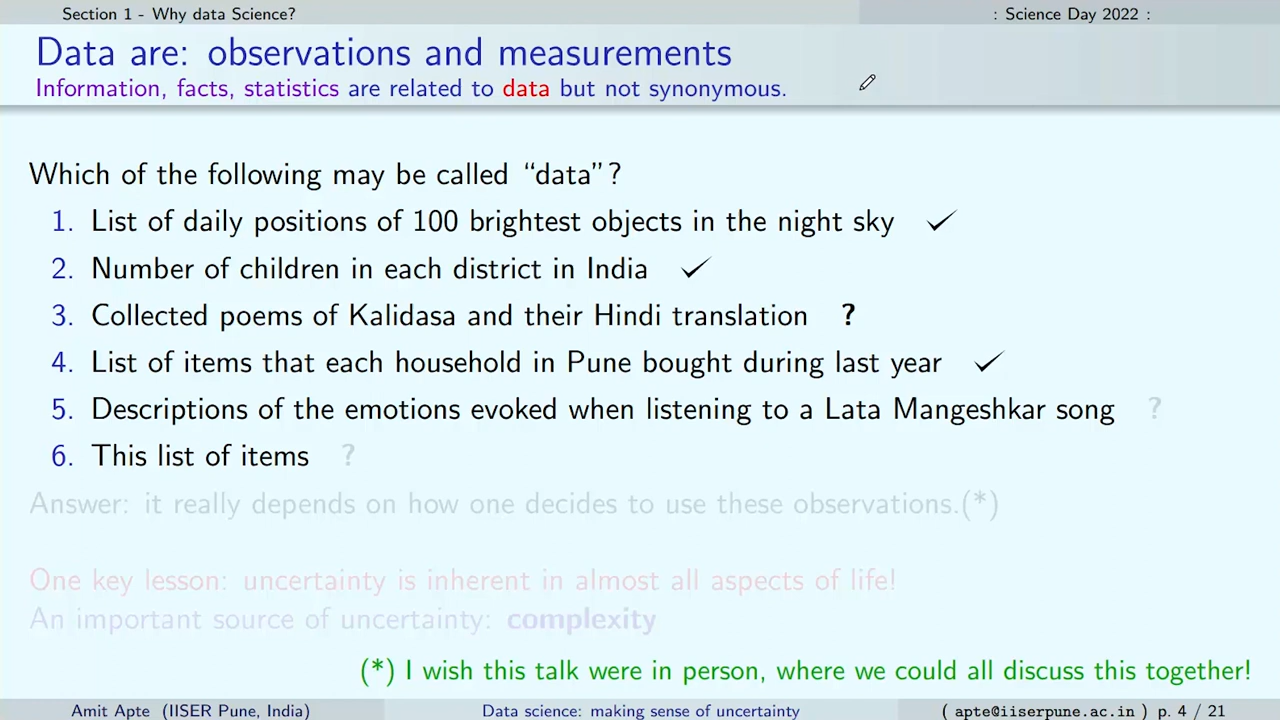 Section 1 - Why data Science?
: Science Day 2022 :
Data are: observations and measurements
Information, facts, statistics are related to data but not synonymous.
Which of the following may be called “data”?
1. List of daily positions of 100 brightest objects in the night sky ✓
2. Number of children in each district in India ✓
3. Collected poems of Kalidasa and their Hindi translation ?
4. List of items that each household in Pune bought during last year ✓
5. Descriptions of the emotions evoked when listening to a Lata Mangeshkar song ?
6. This list of items ?
Answer: it really depends on how one decides to use these observations.(*)
One key lesson: uncertainty is inherent in almost all aspects of life!
An important source of uncertainty: complexity
(*) I wish this talk were in person, where we could all discuss this together!
Amit Apte (IISER Pune, India)
Data science: making sense of uncertainty
( apte@iiserpune.ac.in ) p. 4 / 21